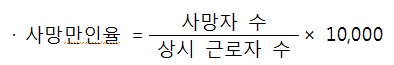 · 사망만인율 = 사망자 수 / 상시 근로자 수 × 10,000